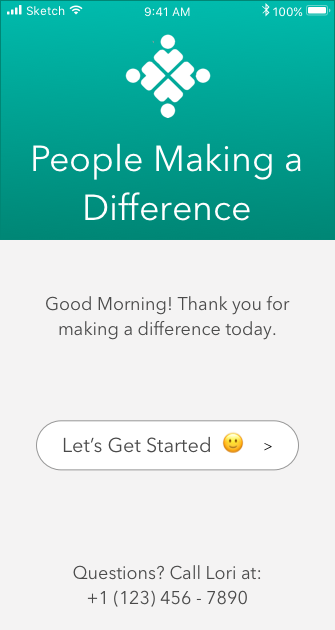 Sketch 9:41 AM 100%
People Making a
Difference
Good Morning! Thank you for
making a difference today.
Let’s Get Started 🙂 >
Questions? Call Lori at:
+1 (123) 456 - 7890